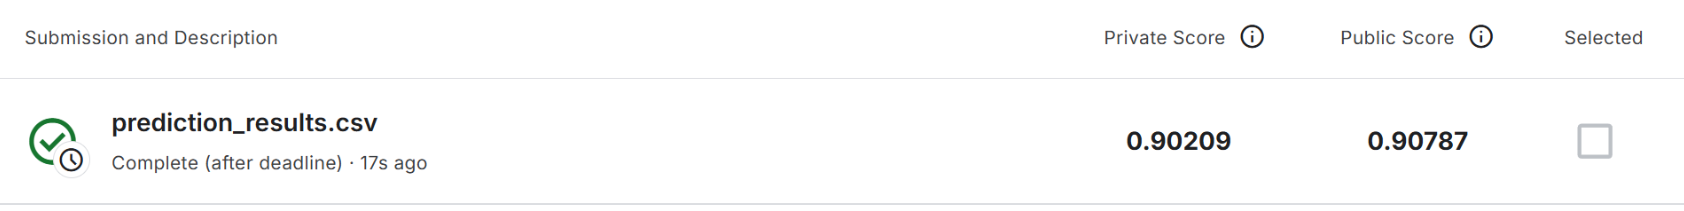 Submission and Description Private Score Public Score Selected
prediction_results.csv 0.90209 0.90787
Complete (after deadline) · 17s ago